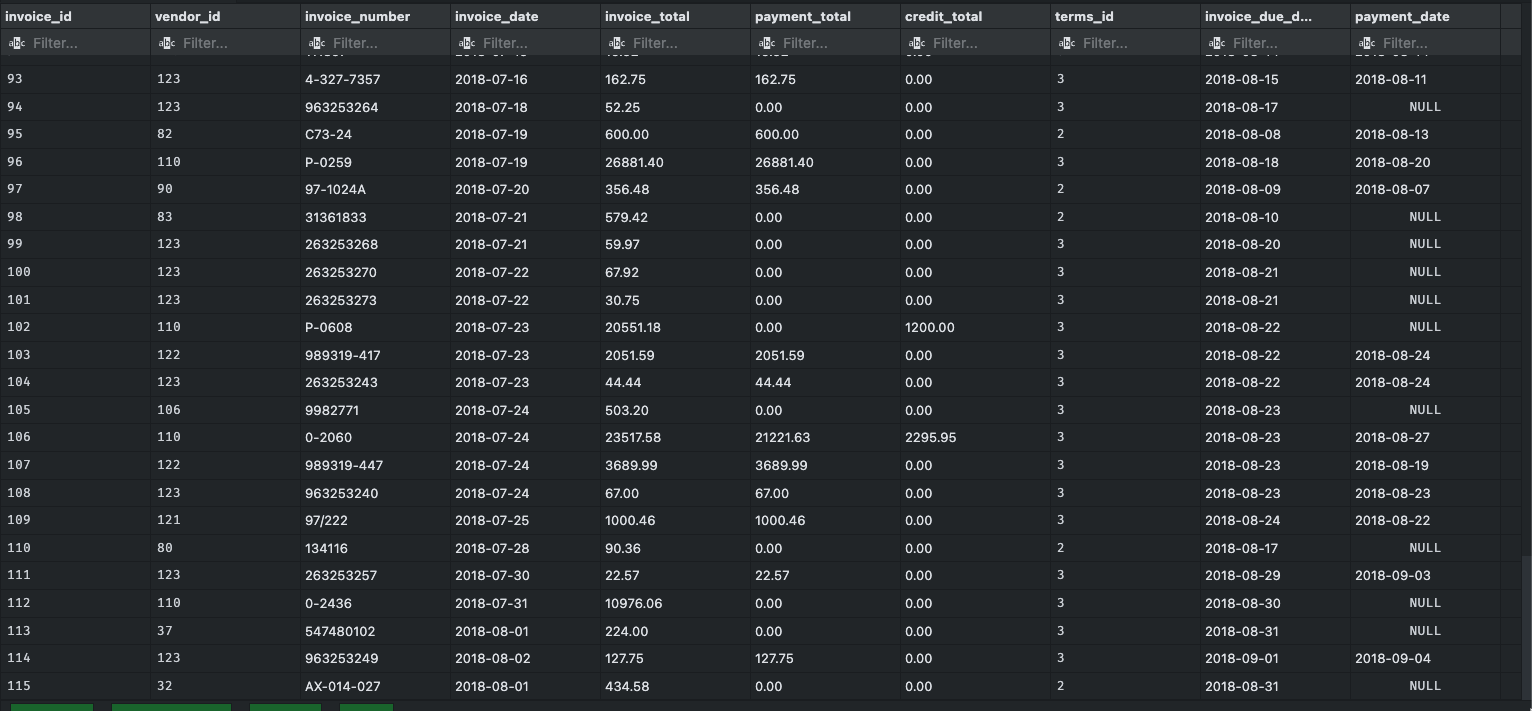 invoice_id vendor_id invoice_number invoice_date invoice_total payment_total credit_total terms_id invoice_due_d... payment_date
Filter... Filter... Filter... Filter... Filter... Filter... Filter... Filter... Filter... Filter...
93 123 4-327-7357 2018-07-16 162.75 162.75 0.00 3 2018-08-15 2018-08-11
94 123 963253264 2018-07-18 52.25 0.00 0.00 3 2018-08-17 NULL
95 82 C73-24 2018-07-19 600.00 600.00 0.00 2 2018-08-08 2018-08-13
96 110 P-0259 2018-07-19 26881.40 26881.40 0.00 3 2018-08-18 2018-08-20
97 90 97-1024A 2018-07-20 356.48 356.48 0.00 2 2018-08-09 2018-08-07
98 83 31361833 2018-07-21 579.42 0.00 0.00 2 2018-08-10 NULL
99 123 263253268 2018-07-21 59.97 0.00 0.00 3 2018-08-20 NULL
100 123 263253270 2018-07-22 67.92 0.00 0.00 3 2018-08-21 NULL
101 123 263253273 2018-07-22 30.75 0.00 0.00 3 2018-08-21 NULL
102 110 P-0608 2018-07-23 20551.18 0.00 1200.00 3 2018-08-22 NULL
103 122 989319-417 2018-07-23 2051.59 2051.59 0.00 3 2018-08-22 2018-08-24
104 123 263253243 2018-07-23 44.44 44.44 0.00 3 2018-08-22 2018-08-24
105 106 9982771 2018-07-24 503.20 0.00 0.00 3 2018-08-23 NULL
106 110 0-2060 2018-07-24 23517.58 21221.63 2295.95 3 2018-08-23 2018-08-27
107 122 989319-447 2018-07-24 3689.99 3689.99 0.00 3 2018-08-23 2018-08-19
108 123 963253240 2018-07-24 67.00 67.00 0.00 3 2018-08-23 2018-08-23
109 121 97/222 2018-07-25 1000.46 1000.46 0.00 3 2018-08-24 2018-08-22
110 80 134116 2018-07-28 90.36 0.00 0.00 2 2018-08-17 NULL
111 123 263253257 2018-07-30 22.57 22.57 0.00 3 2018-08-29 2018-09-03
112 110 0-2436 2018-07-31 10976.06 0.00 0.00 3 2018-08-30 NULL
113 37 547480102 2018-08-01 224.00 0.00 0.00 3 2018-08-31 NULL
114 123 963253249 2018-08-02 127.75 127.75 0.00 3 2018-09-01 2018-09-04
115 32 AX-014-027 2018-08-01 434.58 0.00 0.00 2 2018-08-31 NULL